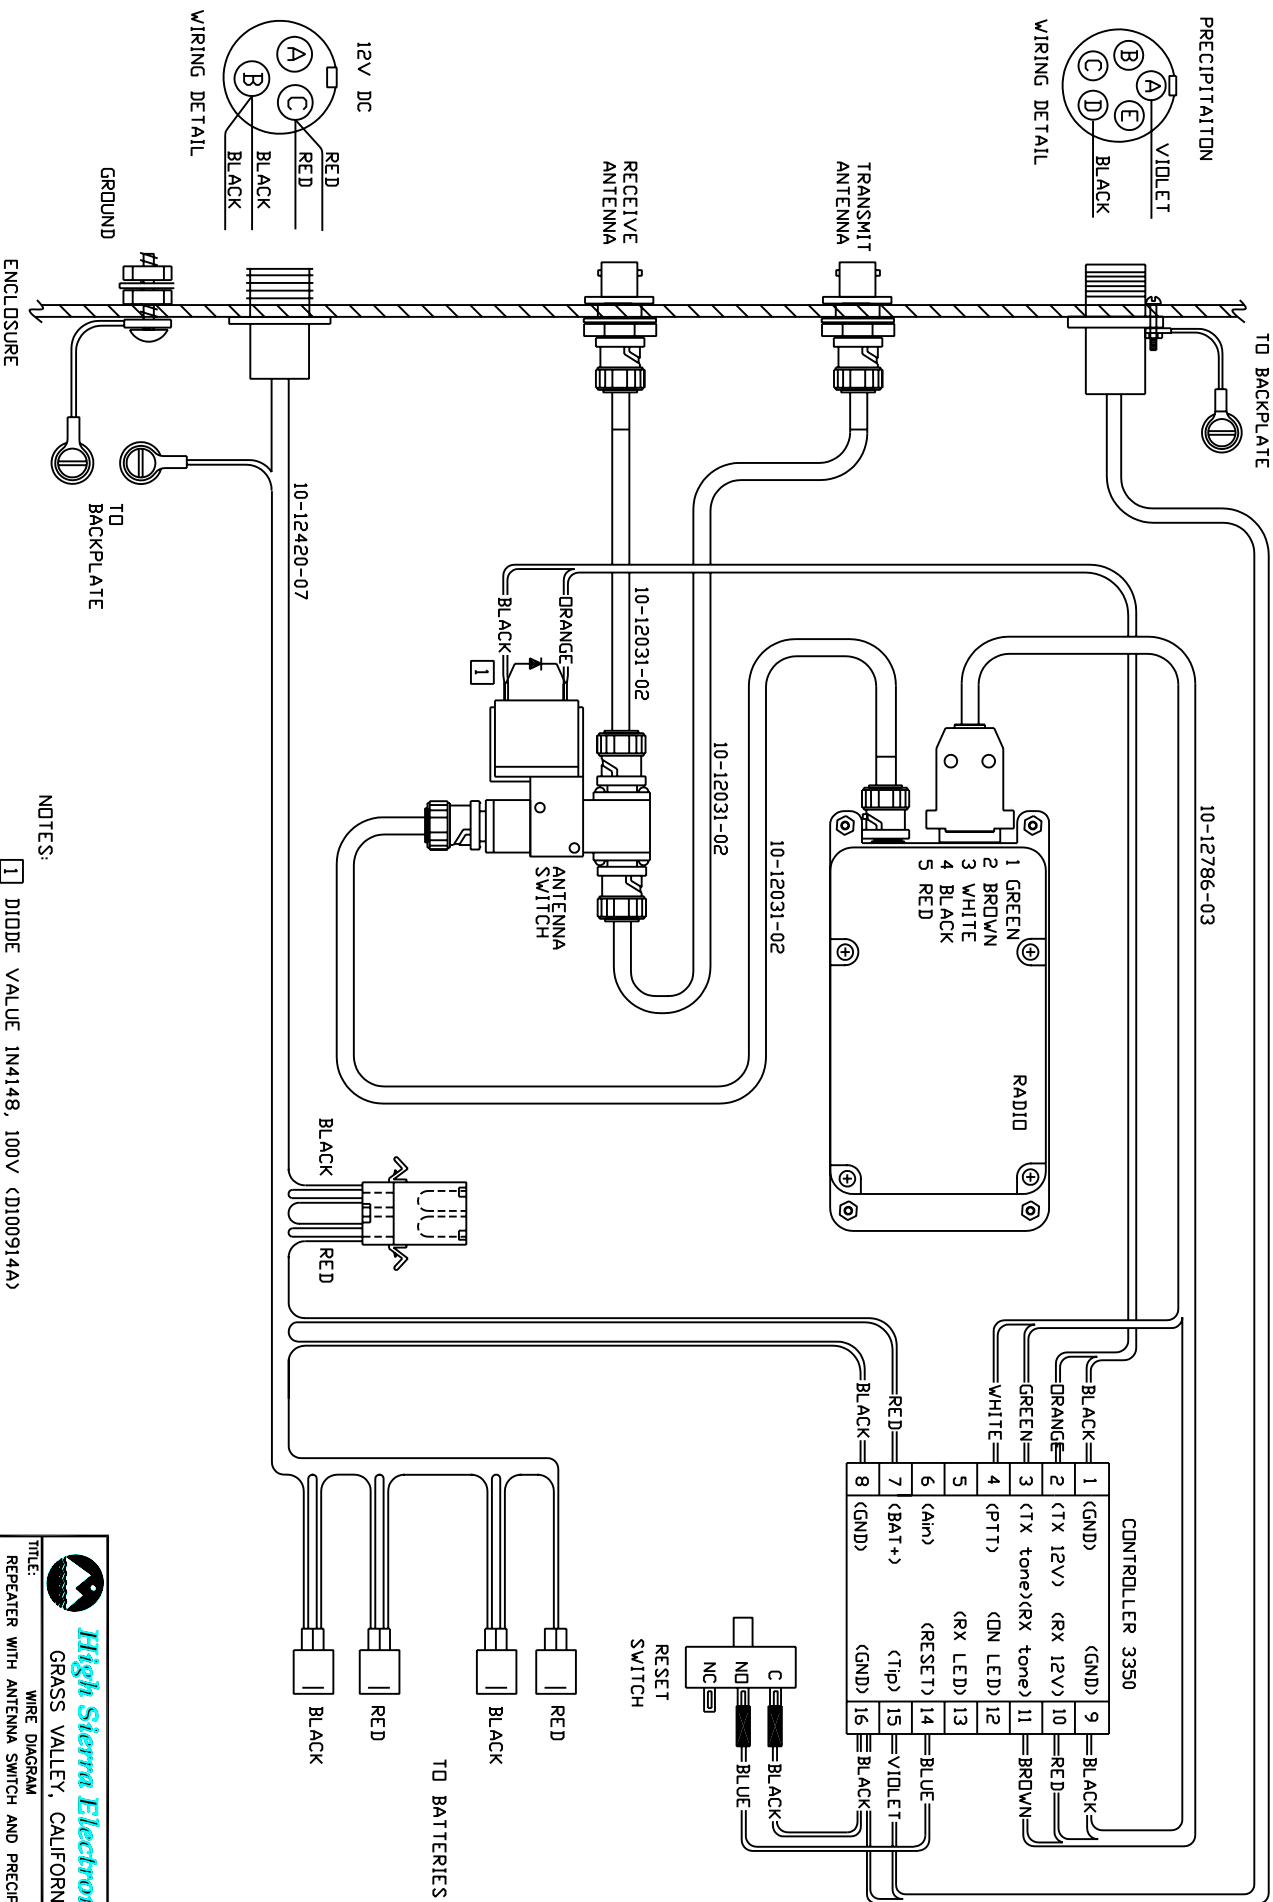 PRECIPITAITON
B
A
C
D
E
VIOLET
BLACK
WIRING DETAIL
TO BACKPLATE
TRANSMIT
ANTENNA
RECEIVE
ANTENNA
12V DC
A
B
C
RED
RED
BLACK
BLACK
WIRING DETAIL
GROUND
ENCLOSURE
TO
BACKPLATE
10-12420-07
10-12031-02
10-12031-02
10-12031-02
10-12786-03
ORANGE
BLACK
1
ANTENNA
SWITCH
1 GREEN
2 BROWN
3 WHITE
4 BLACK
5 RED
RADIO
BLACK
RED
CONTROLLER 3350
BLACK 1 (GND) (GND) 9 BLACK
ORANGE 2 (TX 12V) (RX 12V) 10 RED
GREEN 3 (TX tone) (RX tone) 11 BROWN
WHITE 4 (PTT) (ON LED) 12
5 (RX LED) 13
6 (Ain) (RESET) 14 BLUE
RED 7 (BAT+) (Tip) 15 VIOLET
BLACK 8 (GND) (GND) 16 BLACK
C BLACK
NO BLUE
NC
RESET
SWITCH
RED
BLACK
RED
BLACK
TO BATTERIES
NOTES:
1 DIODE VALUE 1N4148, 100V (D100914A)
High Sierra
GRASS VALLEY,
TITLE:
WIRE DIAGRAM
REPEATER WITH ANTENNA SWITCH AND